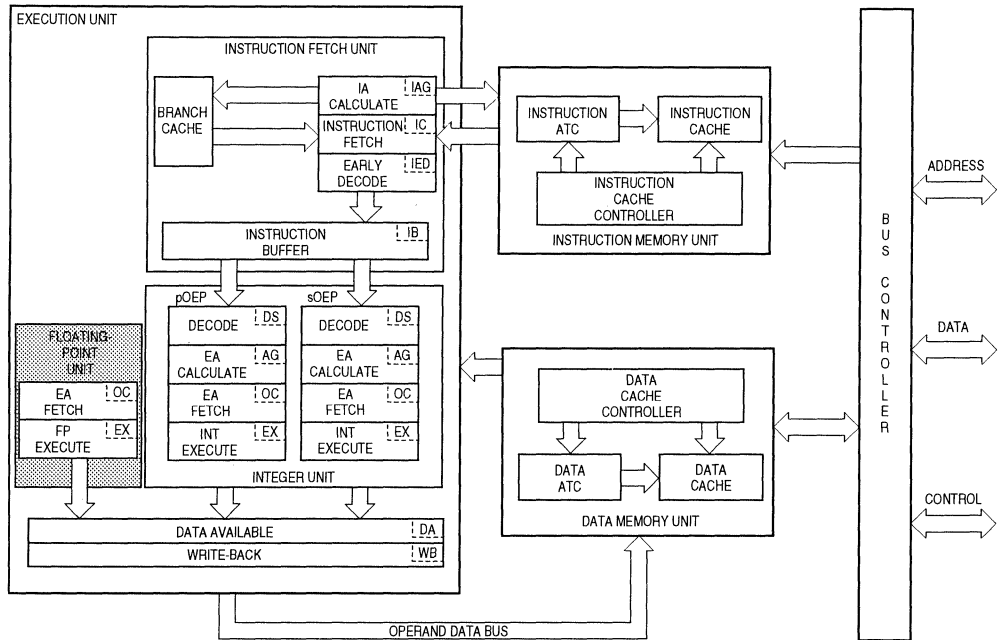 EXECUTION UNIT
INSTRUCTION FETCH UNIT
BRANCH
CACHE
IA
CALCULATE
IAG
INSTRUCTION
FETCH
IC
EARLY
DECODE
IED
INSTRUCTION
BUFFER
IB
INSTRUCTION
ATC
INSTRUCTION
CACHE
INSTRUCTION
CACHE
CONTROLLER
INSTRUCTION MEMORY UNIT
pOEP
DECODE
DS
EA
CALCULATE
AG
EA
FETCH
OC
INT
EXECUTE
EX
sOEP
DECODE
DS
EA
CALCULATE
AG
EA
FETCH
OC
INT
EXECUTE
EX
INTEGER UNIT
FLOATING-
POINT
UNIT
EA
FETCH
OC
FP
EXECUTE
EX
DATA AVAILABLE
DA
WRITE-BACK
WB
DATA
CACHE
CONTROLLER
DATA
ATC
DATA
CACHE
DATA MEMORY UNIT
OPERAND DATA BUS
BUS CONTROLLER
ADDRESS
DATA
CONTROL